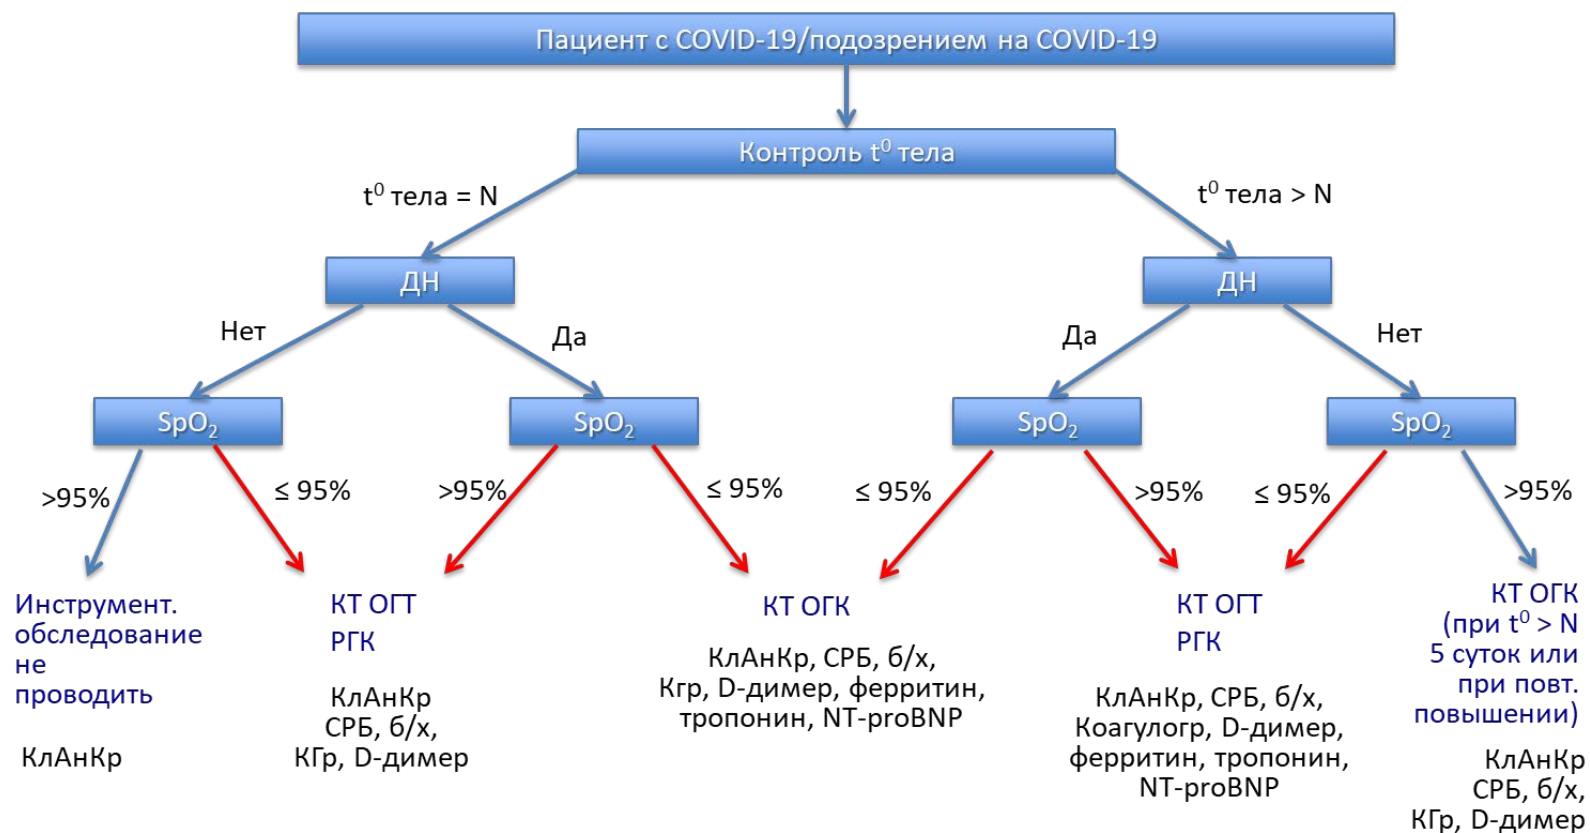 Пациент с COVID-19/подозрением на COVID-19
Контроль t⁰ тела
t⁰ тела = N
t⁰ тела > N
ДН
ДН
Нет
Да
Да
Нет
SpO₂
SpO₂
SpO₂
SpO₂
>95%
≤ 95%
>95%
≤ 95%
≤ 95%
>95%
≤ 95%
>95%
Инструмент.
обследование
не
проводить
КлАнКр
КТ ОГТ
РГК
КлАнКр
СРБ, б/х,
КГр, D-димер
КТ ОГК
КлАнКр, СРБ, б/х,
Кгр, D-димер, ферритин,
тропонин, NT-proBNP
КТ ОГТ
РГК
КлАнКр, СРБ, б/х,
Коагулогр, D-димер,
ферритин, тропонин,
NT-proBNP
КТ ОГК
(при t⁰ > N
5 суток или
при повт.
повышении)
КлАнКр
СРБ, б/х,
КГр, D-димер